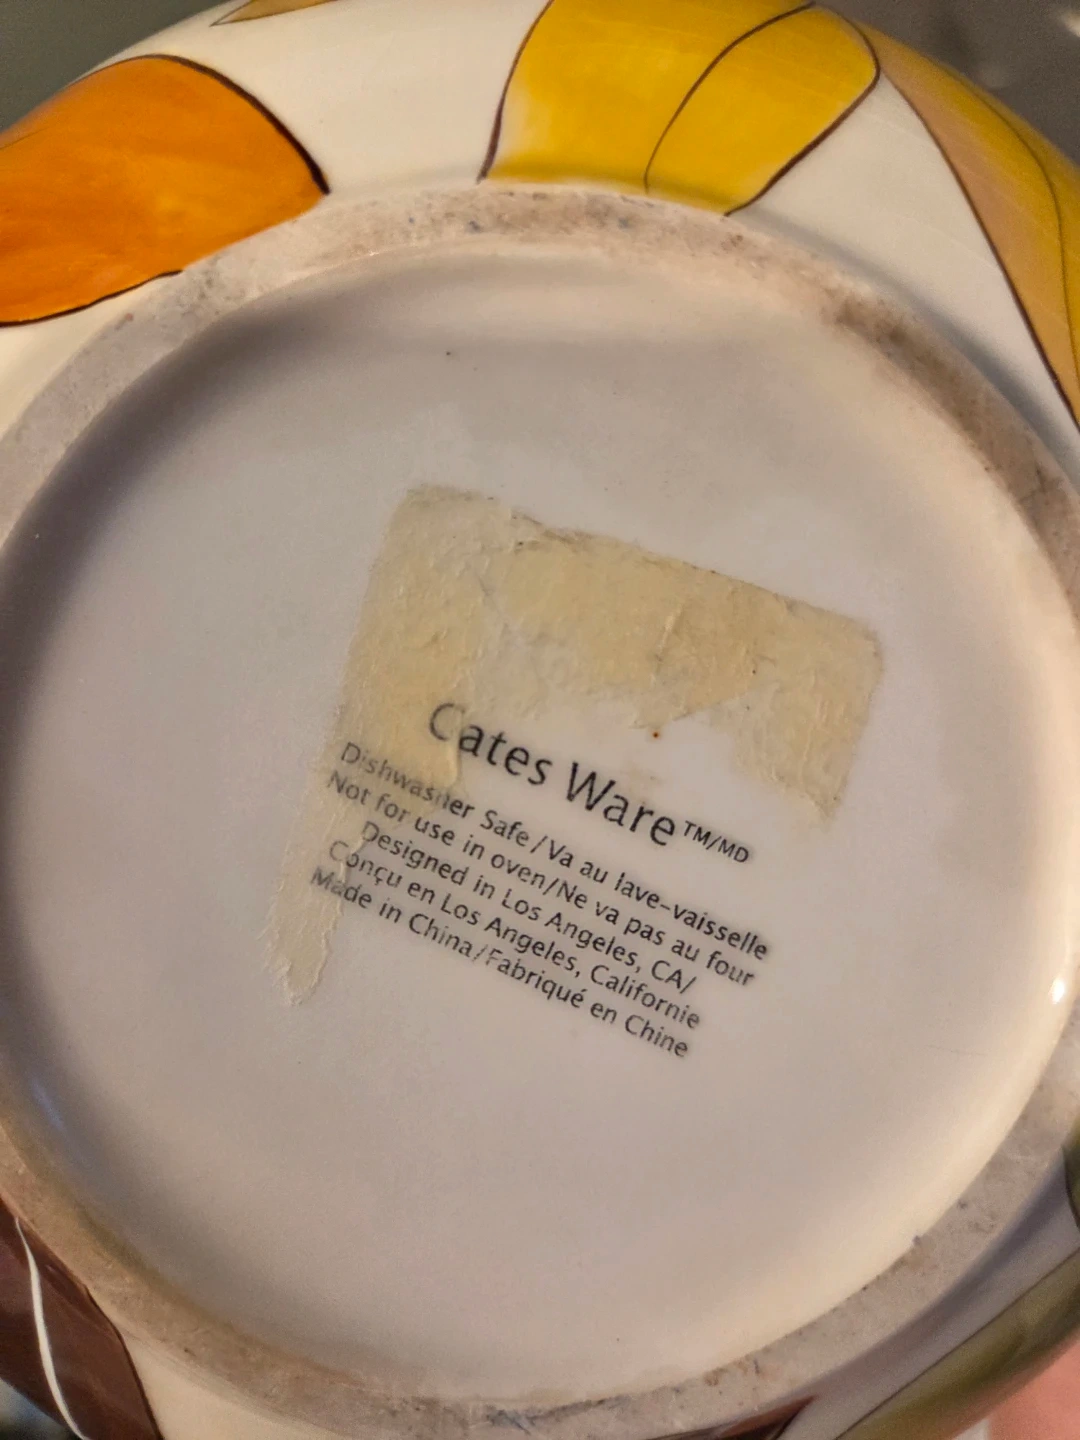 Cates Ware™/MD
Dishwasher Safe/Va au lave-vaisselle
Not for use in oven/Ne va pas au four
Designed in Los Angeles, CA/
Conçu en Los Angeles, Californie
Made in China/Fabriqué en Chine